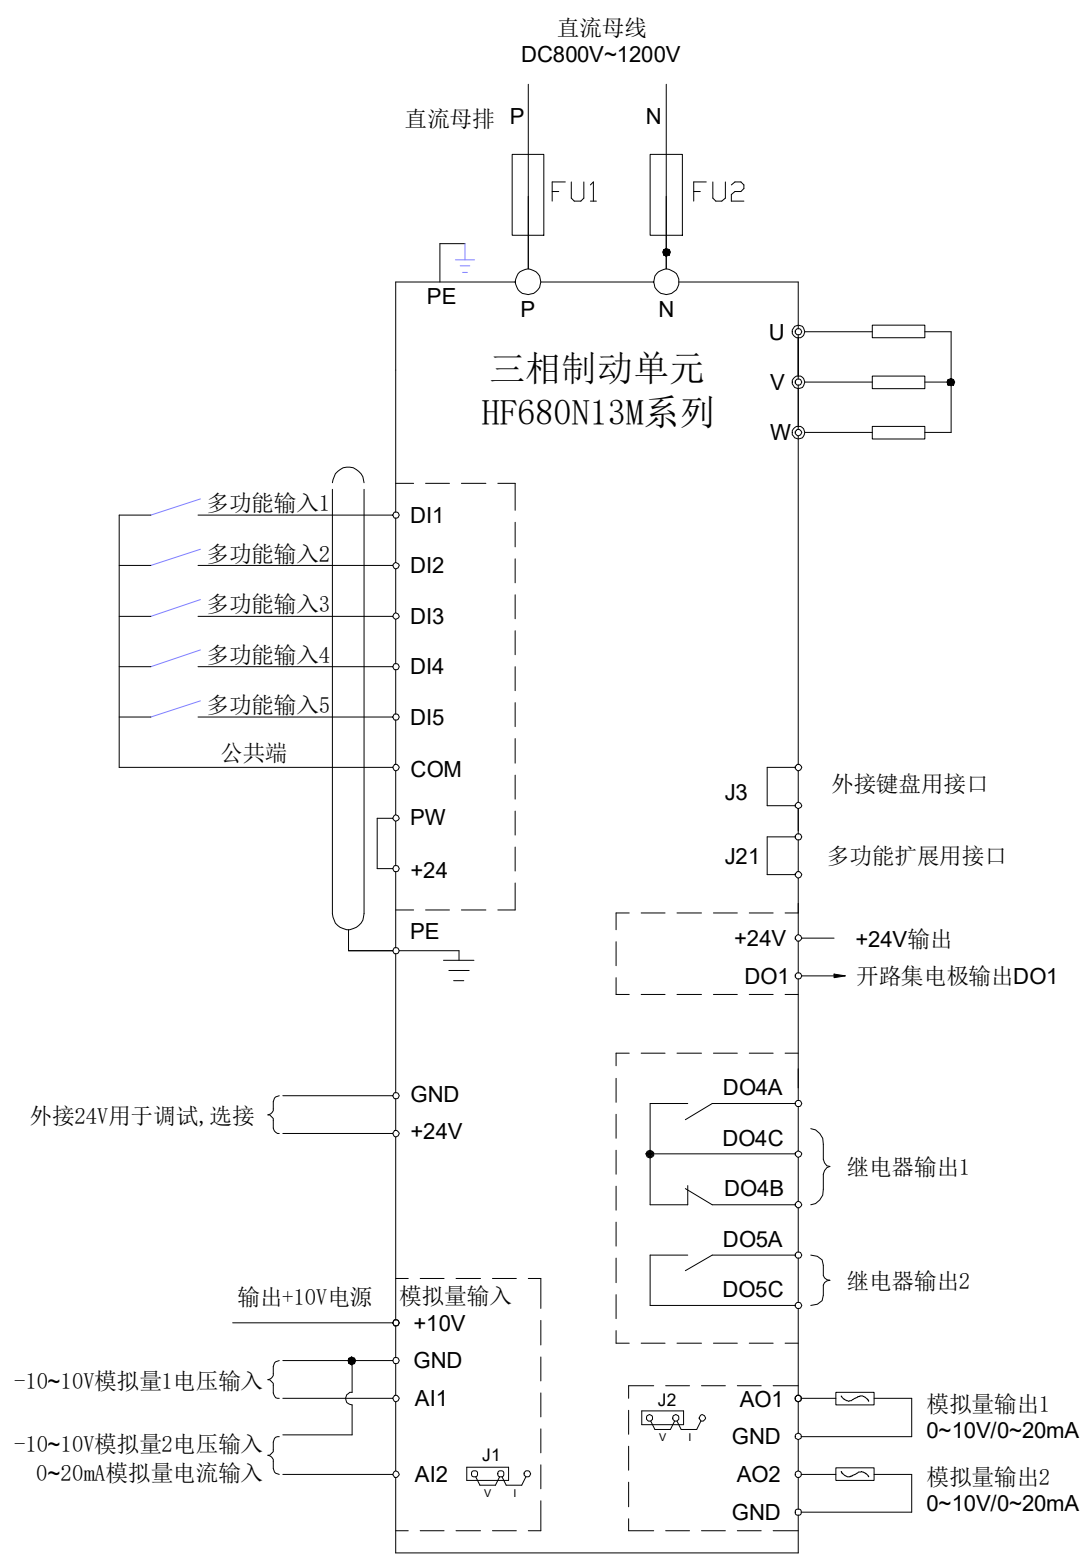 直流母线
DC800V~1200V
直流母排 P N
FU1 FU2
PE P N
三相制动单元
HF680N13M系列
U
V
W
多功能输入1 DI1
多功能输入2 DI2
多功能输入3 DI3
多功能输入4 DI4
多功能输入5 DI5
公共端 COM
PW
+24
PE
J3 外接键盘用接口
J21 多功能扩展用接口
+24V +24V输出
DO1 开路集电极输出DO1
外接24V用于调试,选接
GND
+24V
DO4A
DO4C
DO4B
继电器输出1
DO5A
DO5C
继电器输出2
输出+10V电源 模拟量输入
+10V
GND
-10~10V模拟量1电压输入
AI1
-10~10V模拟量2电压输入
0~20mA模拟量电流输入
AI2
J1
V I
J2
V I
AO1
GND
模拟量输出1
0~10V/0~20mA
AO2
GND
模拟量输出2
0~10V/0~20mA